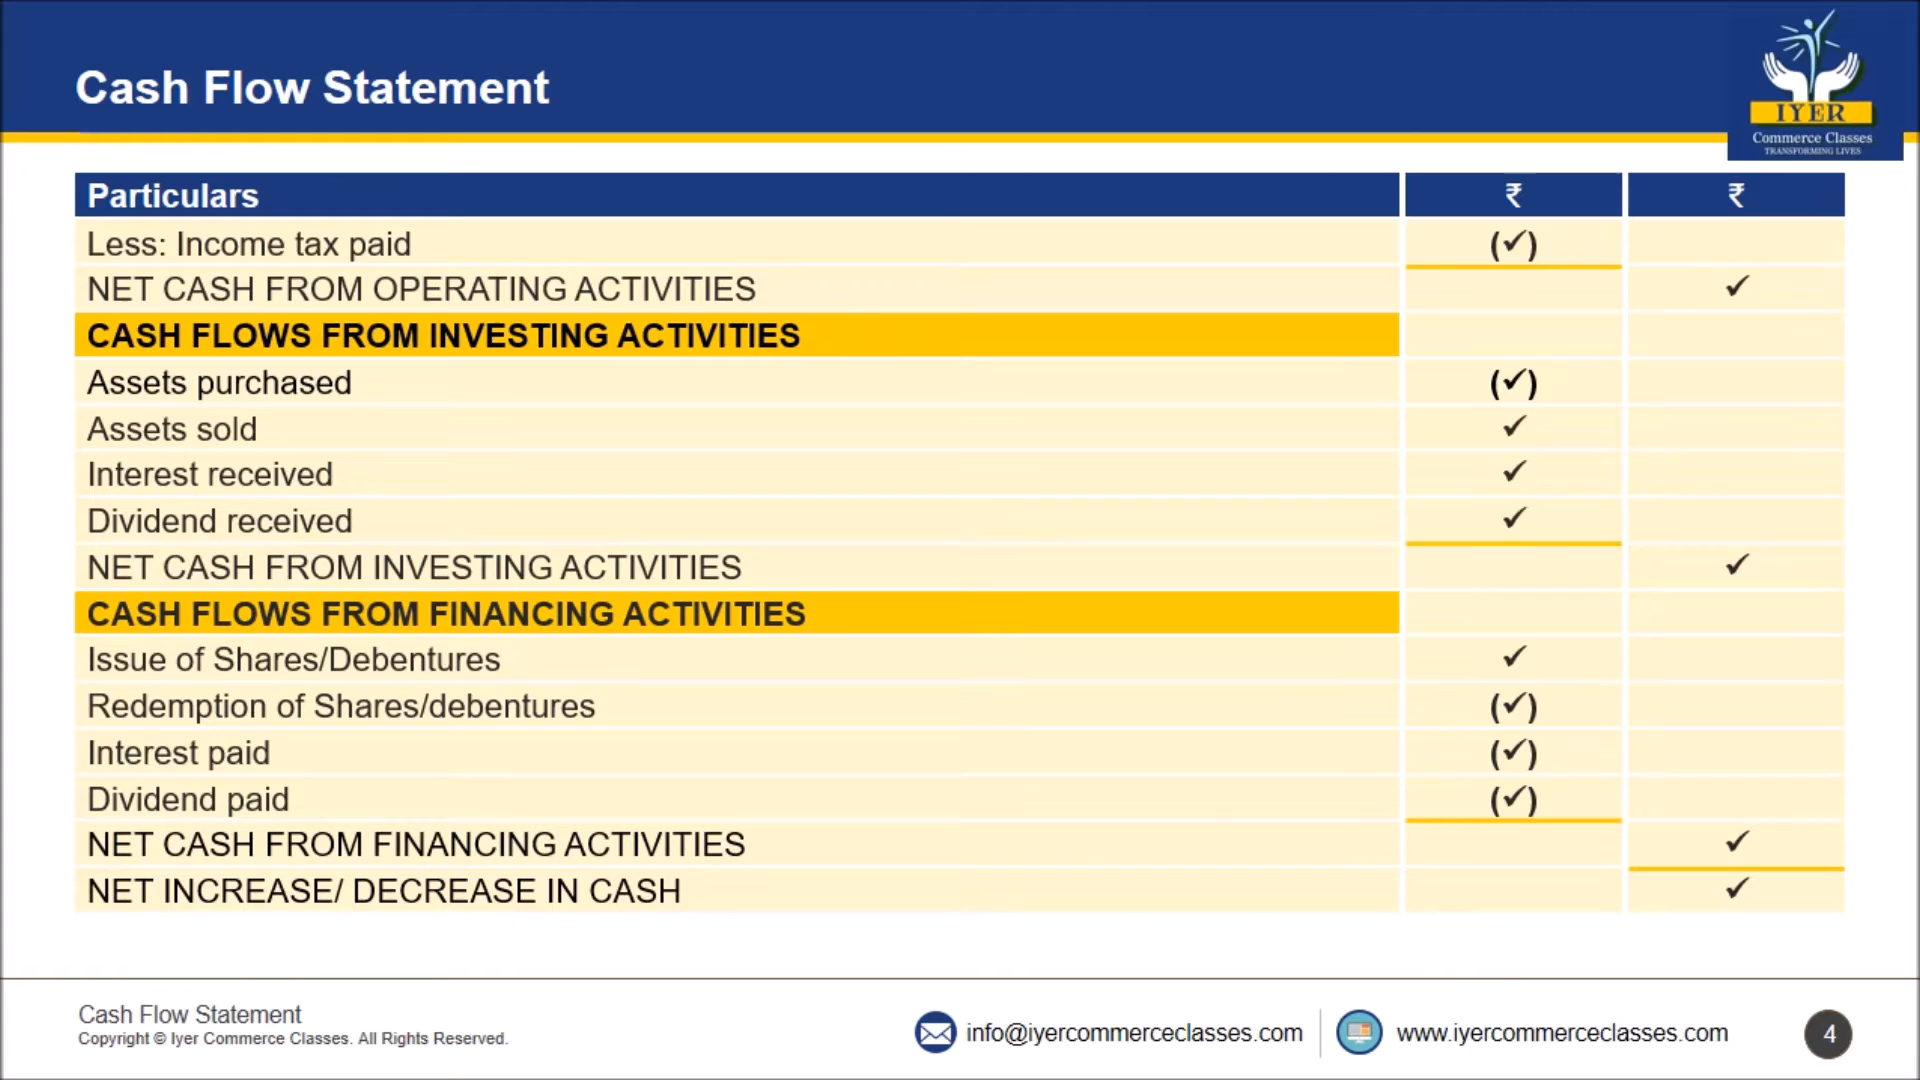 Cash Flow Statement
IYER
Commerce Classes
TRANSFORMING LIVES
Particulars ₹ ₹
Less: Income tax paid (✓)
NET CASH FROM OPERATING ACTIVITIES ✓
CASH FLOWS FROM INVESTING ACTIVITIES
Assets purchased (✓)
Assets sold ✓
Interest received ✓
Dividend received ✓
NET CASH FROM INVESTING ACTIVITIES ✓
CASH FLOWS FROM FINANCING ACTIVITIES
Issue of Shares/Debentures ✓
Redemption of Shares/debentures (✓)
Interest paid (✓)
Dividend paid (✓)
NET CASH FROM FINANCING ACTIVITIES ✓
NET INCREASE/ DECREASE IN CASH ✓
Cash Flow Statement
Copyright © Iyer Commerce Classes. All Rights Reserved.
info@iyercommerceclasses.com
www.iyercommerceclasses.com
4